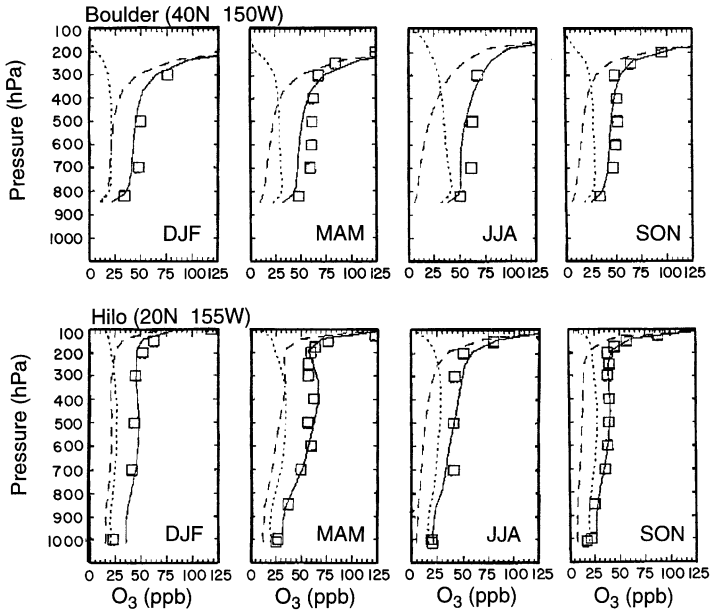 Boulder (40N 150W)
100
200
300
400
500
600
700
800
900
1000
Pressure (hPa)
DJF
MAM
JJA
SON
0 25 50 75 100 125
0 25 50 75 100 125
0 25 50 75 100 125
0 25 50 75 100 125
Hilo (20N 155W)
100
200
300
400
500
600
700
800
900
1000
Pressure (hPa)
DJF
MAM
JJA
SON
0 25 50 75 100 125
0 25 50 75 100 125
0 25 50 75 100 125
0 25 50 75 100 125
O3 (ppb)
O3 (ppb)
O3 (ppb)
O3 (ppb)